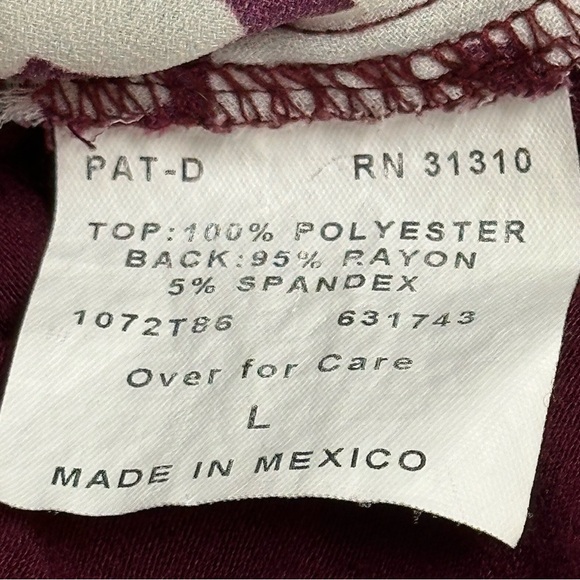 PAT-D RN 31310
TOP:100% POLYESTER
BACK:95% RAYON
5% SPANDEX
1072T86 631743
Over for Care
L
MADE IN MEXICO